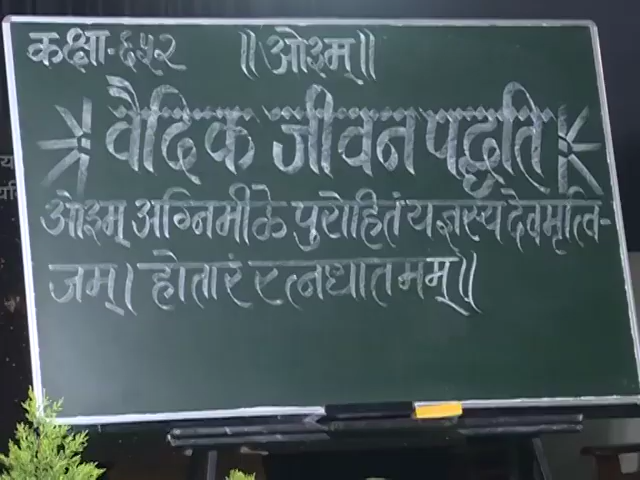 कक्षा-६५२ ॥ओ३म्॥
वैदिक जीवन पद्धति
ओ३म् अग्निमीळे पुरोहितं यज्ञस्य देवमृत्वि-
जम्। होतारं रत्नधातमम्॥